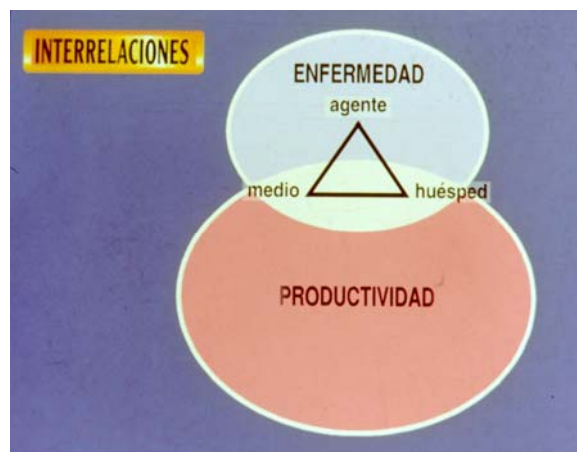 INTERRELACIONES
ENFERMEDAD
agente
medio
huésped
PRODUCTIVIDAD